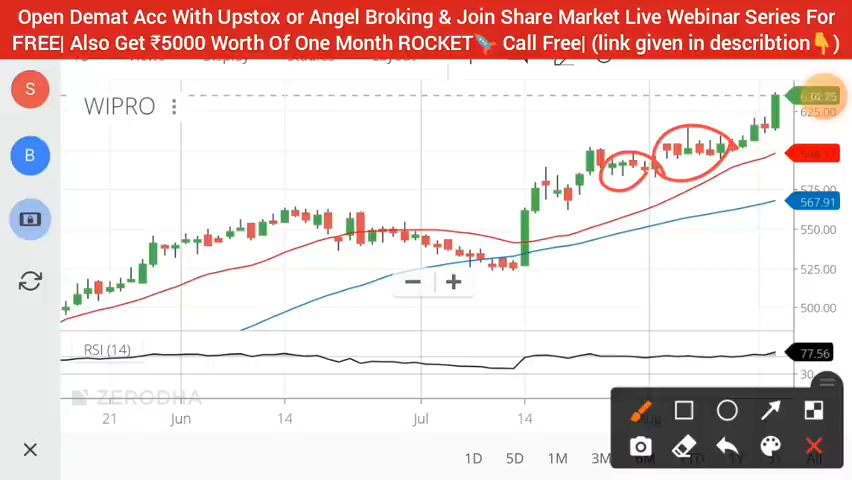 Open Demat Acc With Upstox or Angel Broking & Join Share Market Live Webinar Series For
FREE| Also Get ₹5000 Worth Of One Month ROCKET🚀 Call Free| (link given in describtion👇)
S
WIPRO
625.00
B
575.00
567.91
550.00
525.00
500.00
RSI (14)
77.56
30
ZERODHA
21 Jun 14 Jul 14
1D 5D 1M 3M